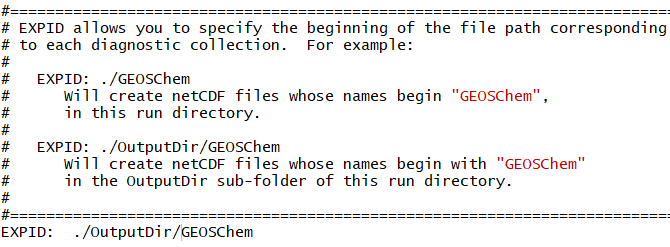 #============================================================================
# EXPID allows you to specify the beginning of the file path corresponding
# to each diagnostic collection.  For example:
#
#   EXPID: ./GEOSChem
#      Will create netCDF files whose names begin "GEOSChem",
#      in this run directory.
#
#   EXPID: ./OutputDir/GEOSChem
#      Will create netCDF files whose names begin with "GEOSChem"
#      in the OutputDir sub-folder of this run directory.
#
#============================================================================
EXPID:  ./OutputDir/GEOSChem